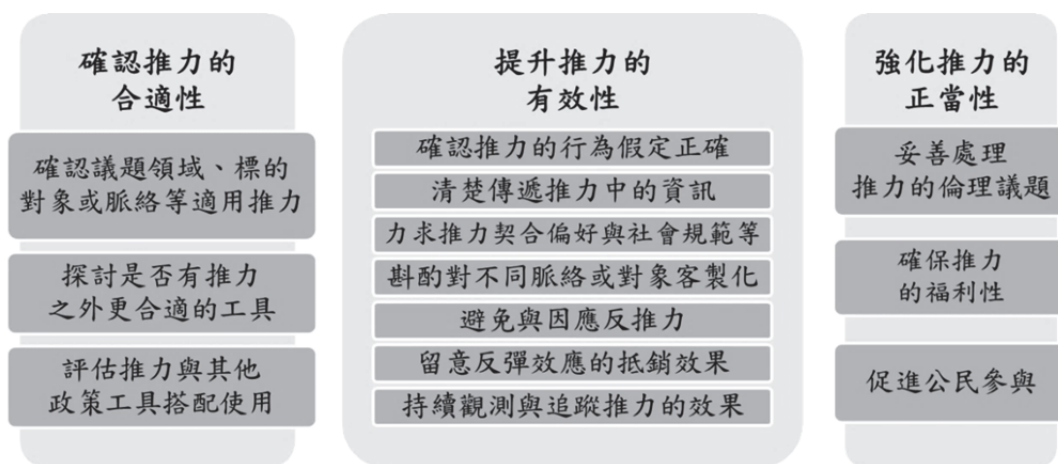 確認推力的
合適性
確認議題領域、標的
對象或脈絡等適用推力
探討是否有推力
之外更合適的工具
評估推力與其他
政策工具搭配使用
提升推力的
有效性
確認推力的行為假定正確
清楚傳遞推力中的資訊
力求推力契合偏好與社會規範等
斟酌對不同脈絡或對象客製化
避免與因應反推力
留意反彈效應的抵銷效果
持續觀測與追蹤推力的效果
強化推力的
正當性
妥善處理
推力的倫理議題
確保推力
的福利性
促進公民參與